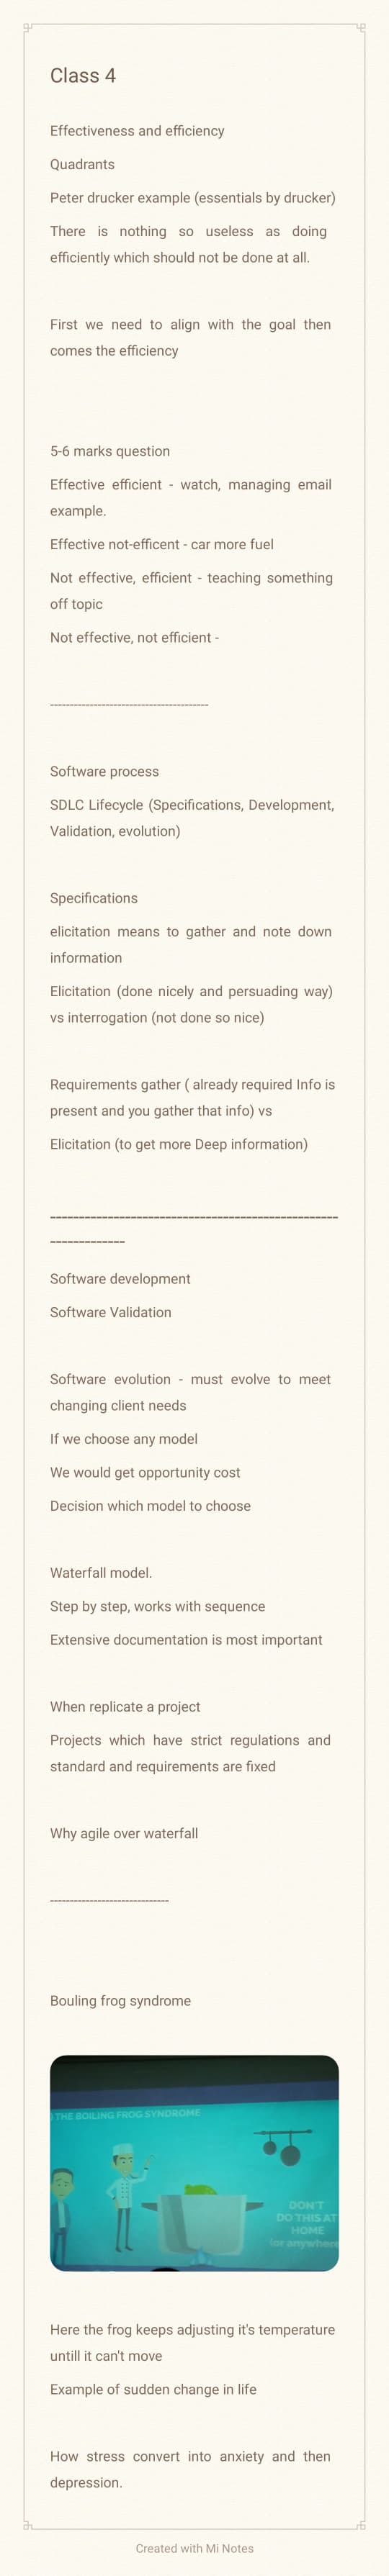 Class 4
Effectiveness and efficiency
Quadrants
Peter drucker example (essentials by drucker)
There is nothing so useless as doing
efficiently which should not be done at all.
First we need to align with the goal then
comes the efficiency
5-6 marks question
Effective efficient - watch, managing email
example.
Effective not-efficent - car more fuel
Not effective, efficient - teaching something
off topic
Not effective, not efficient -
----------------------------------------
Software process
SDLC Lifecycle (Specifications, Development,
Validation, evolution)
Specifications
elicitation means to gather and note down
information
Elicitation (done nicely and persuading way)
vs interrogation (not done so nice)
Requirements gather ( already required Info is
present and you gather that info) vs
Elicitation (to get more Deep information)
--------------------------------------------------
-------------
Software development
Software Validation
Software evolution - must evolve to meet
changing client needs
If we choose any model
We would get opportunity cost
Decision which model to choose
Waterfall model.
Step by step, works with sequence
Extensive documentation is most important
When replicate a project
Projects which have strict regulations and
standard and requirements are fixed
Why agile over waterfall
------------------------------
Bouling frog syndrome
THE BOILING FROG SYNDROME
DON'T
DO THIS AT
HOME
(or anywhere
Here the frog keeps adjusting it's temperature
untill it can't move
Example of sudden change in life
How stress convert into anxiety and then
depression.
Created with Mi Notes